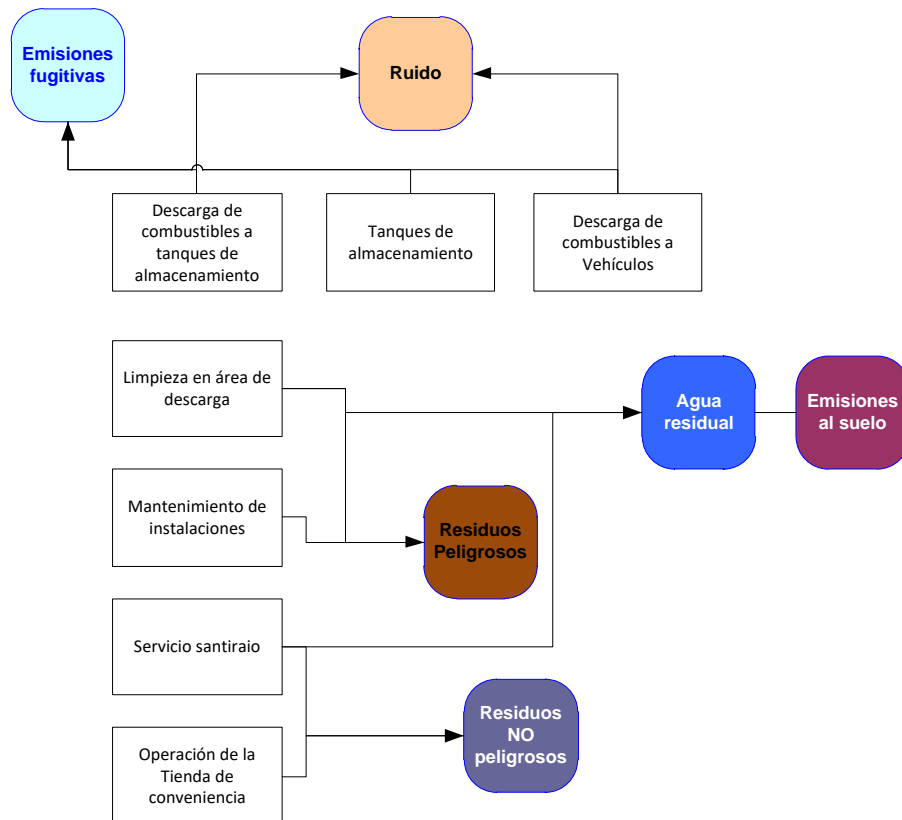 Emisiones
fugitivas
Ruido
Descarga de
combustibles a
tanques de
almacenamiento
Tanques de
almacenamiento
Descarga de
combustibles a
Vehículos
Limpieza en área de
descarga
Agua
residual
Emisiones
al suelo
Mantenimiento de
instalaciones
Residuos
Peligrosos
Servicio santiraio
Residuos
NO
peligrosos
Operación de la
Tienda de
conveniencia